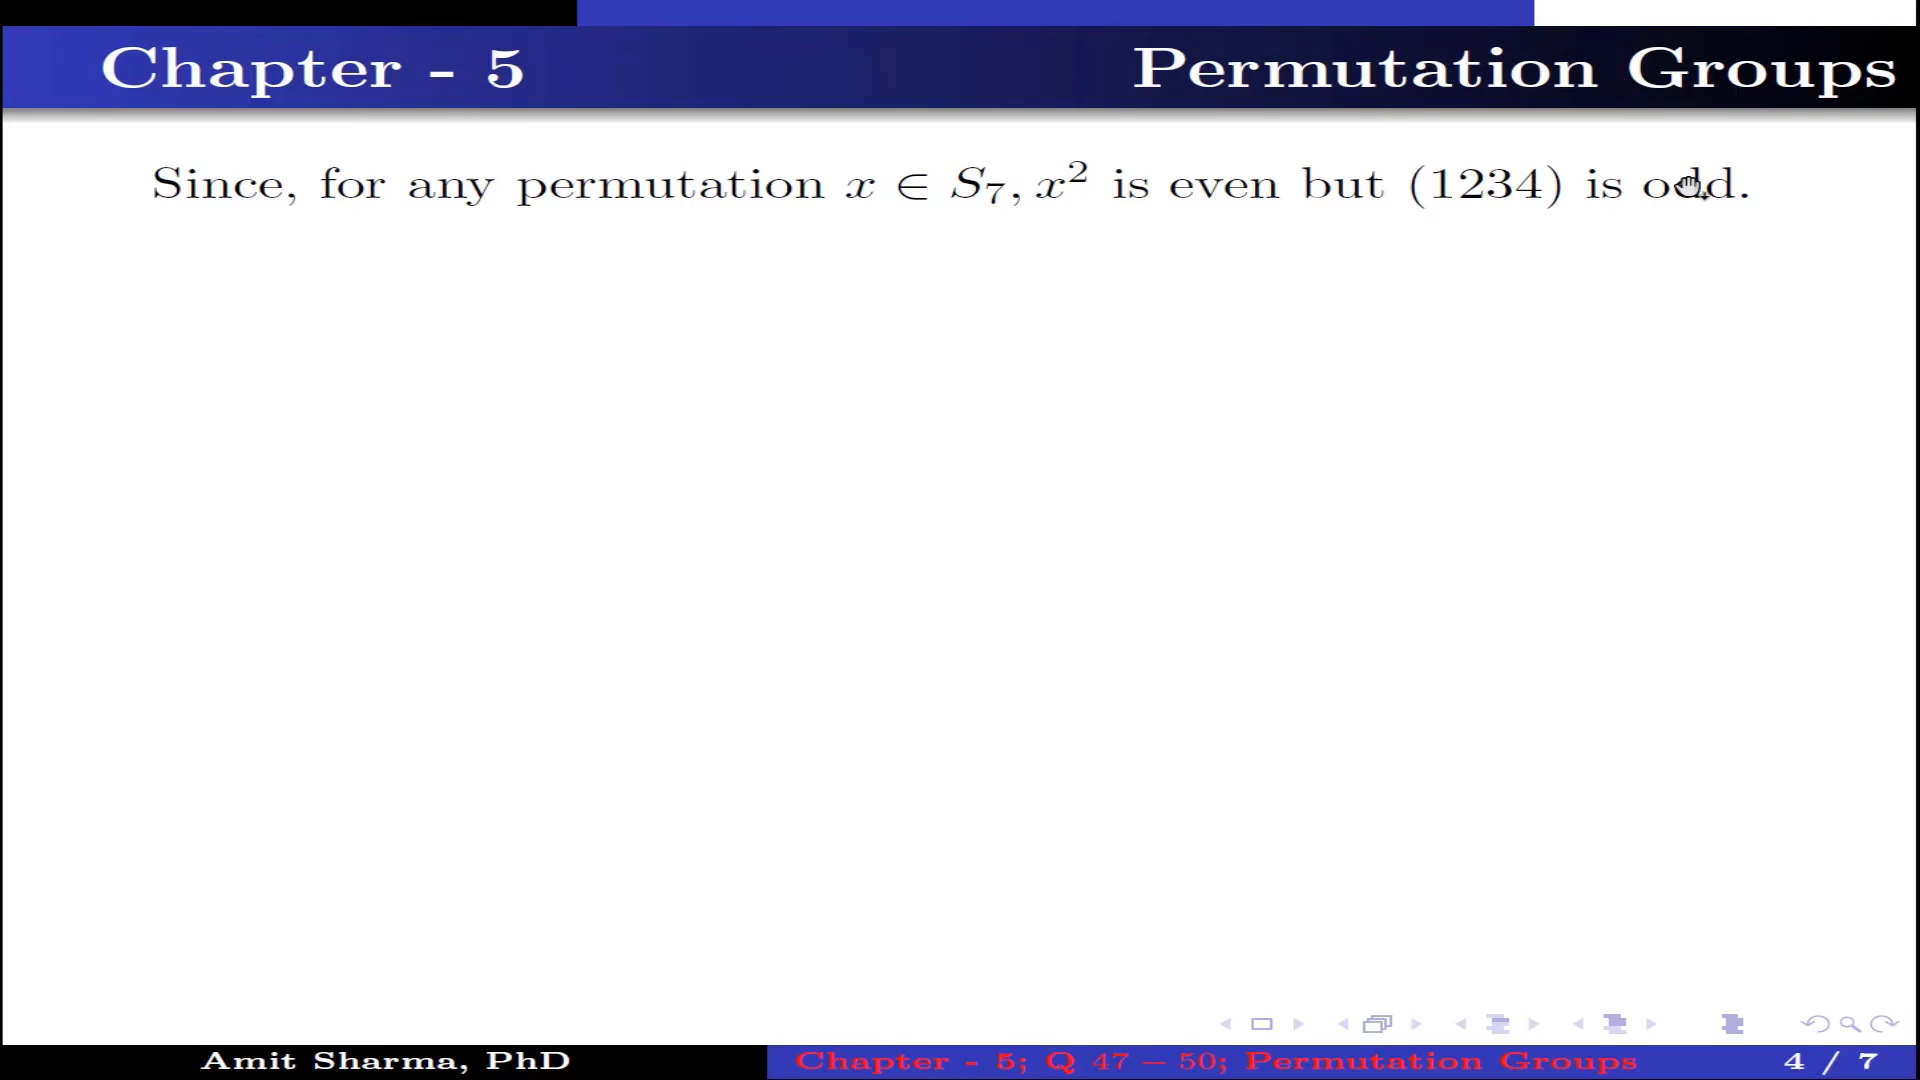 Chapter - 5
Permutation Groups
Since, for any permutation x ∈ S₇, x² is even but (1234) is odd.
Amit Sharma, PhD
Chapter - 5; Q 47 – 50; Permutation Groups
4 / 7